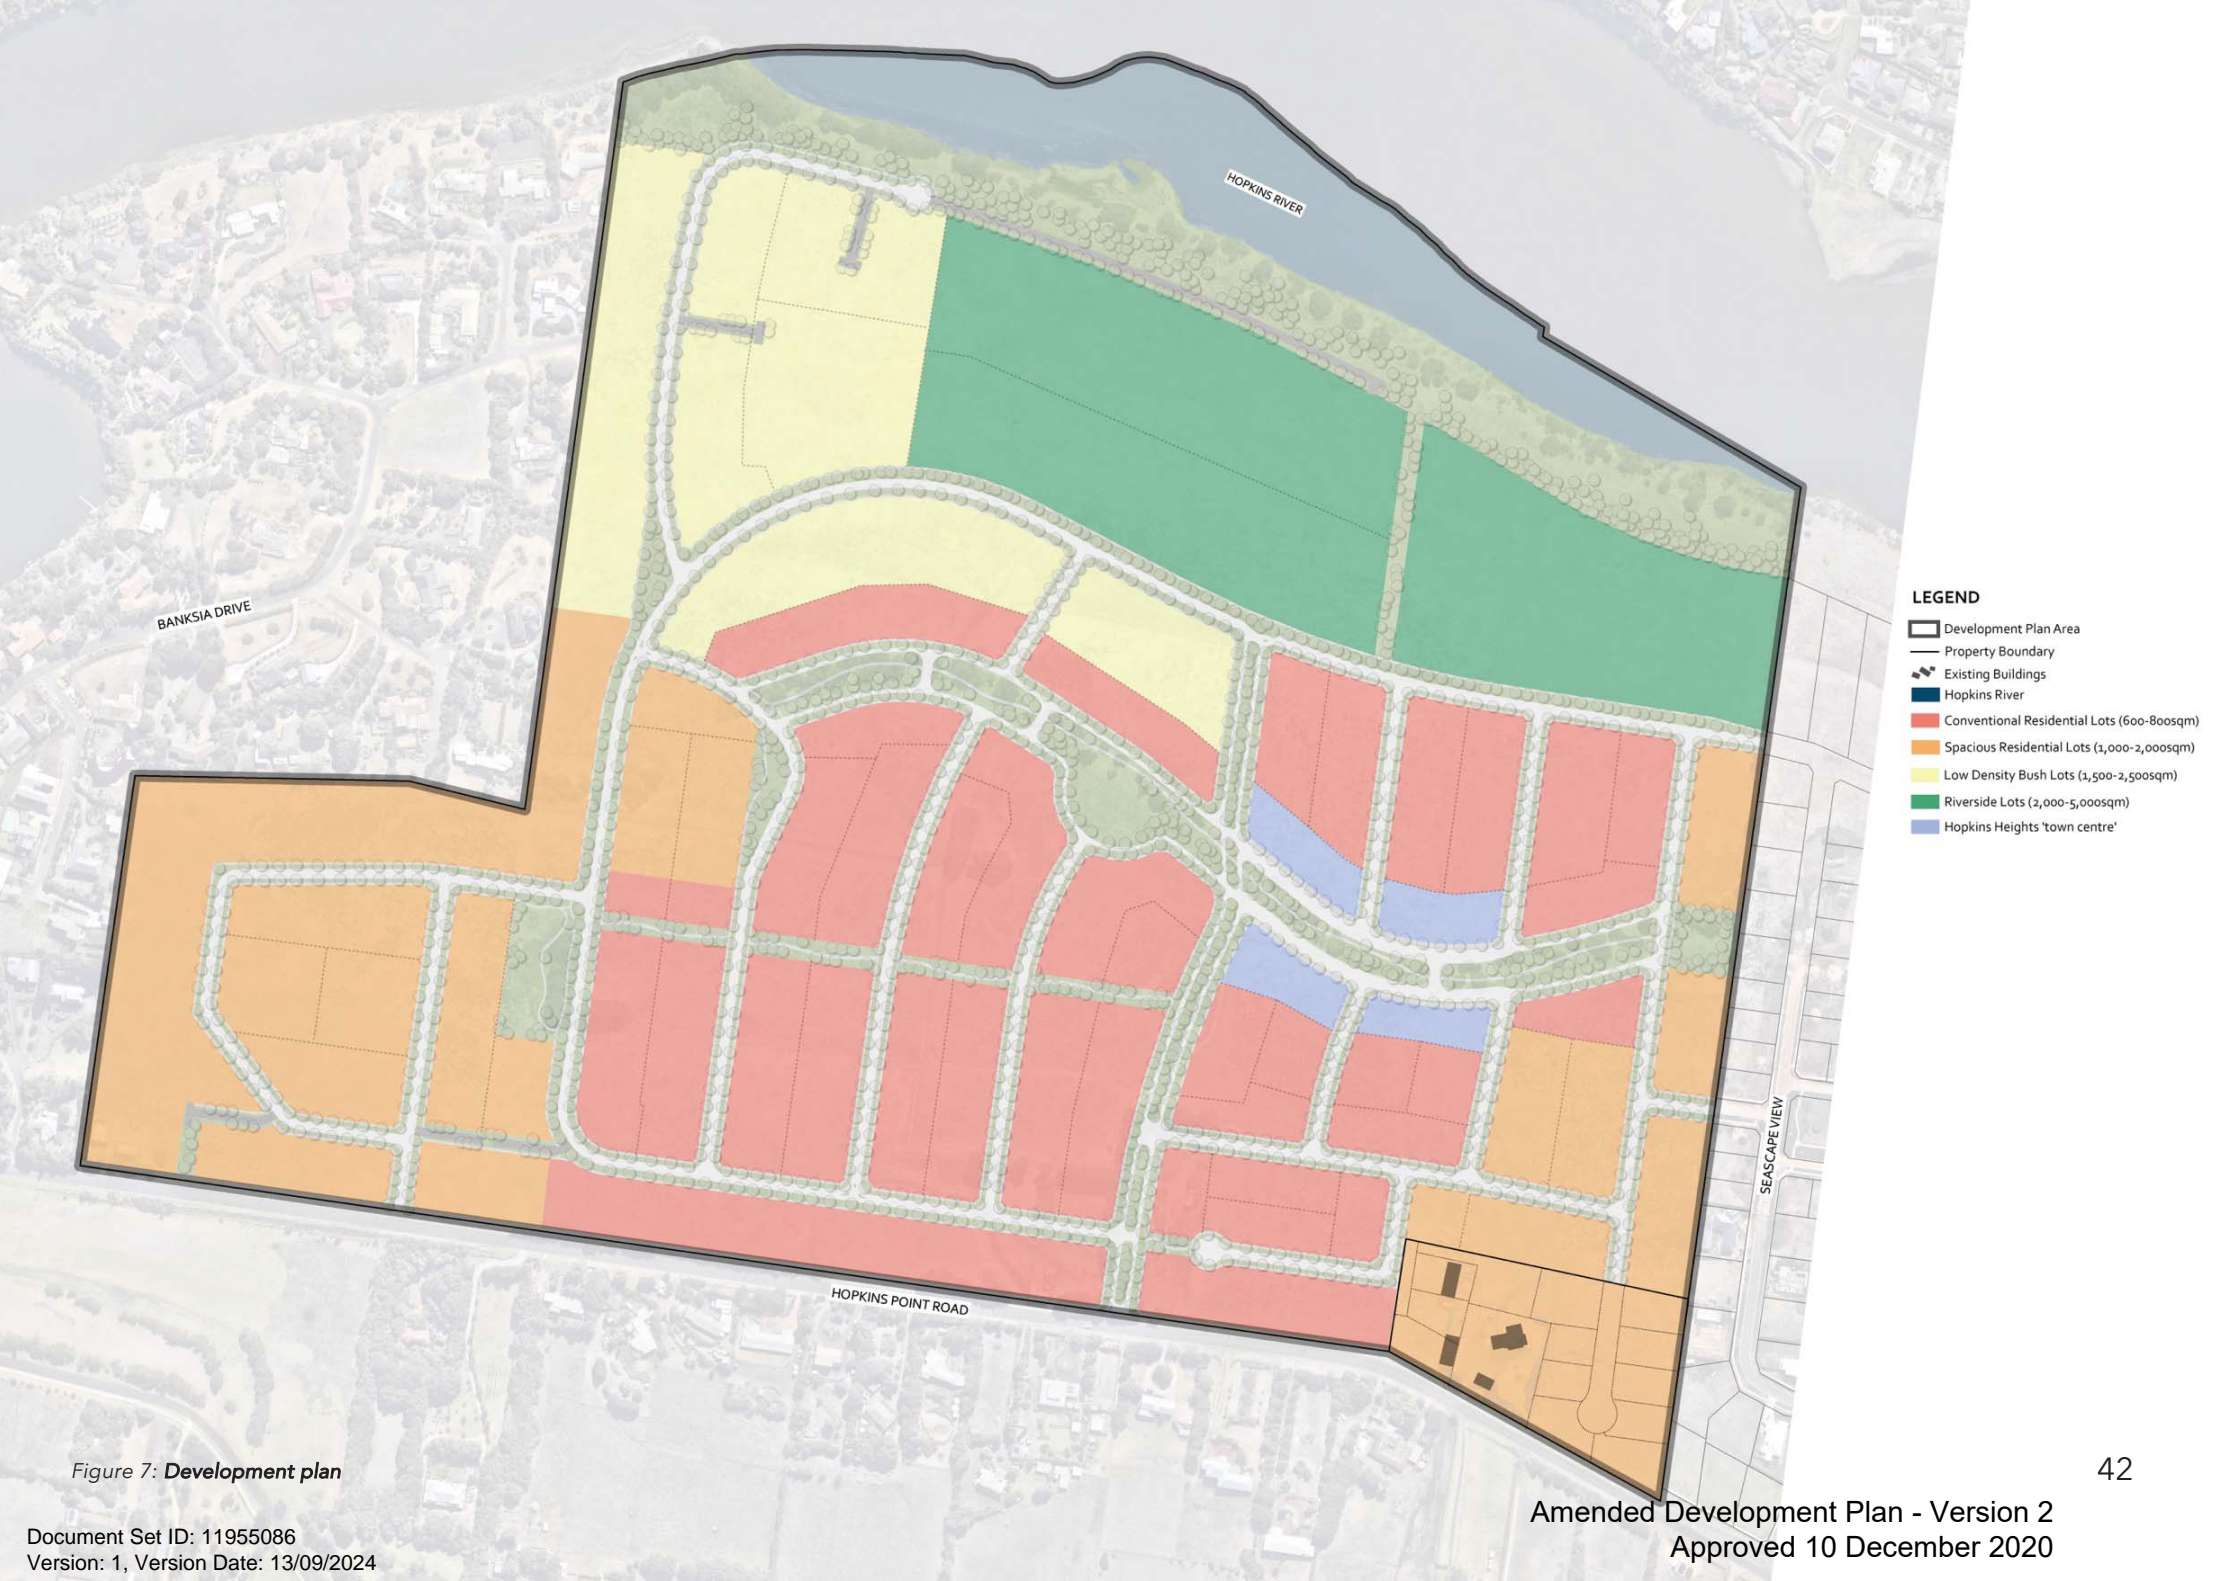 HOPKINS RIVER
BANKSIA DRIVE
LEGEND
Development Plan Area
Property Boundary
Existing Buildings
Hopkins River
Conventional Residential Lots (600-800sqm)
Spacious Residential Lots (1,000-2,000sqm)
Low Density Bush Lots (1,500-2,500sqm)
Riverside Lots (2,000-5,000sqm)
Hopkins Heights 'town centre'
SEASCAPE VIEW
HOPKINS POINT ROAD
Figure 7: Development plan
42
Amended Development Plan - Version 2
Approved 10 December 2020
Document Set ID: 11955086
Version: 1, Version Date: 13/09/2024